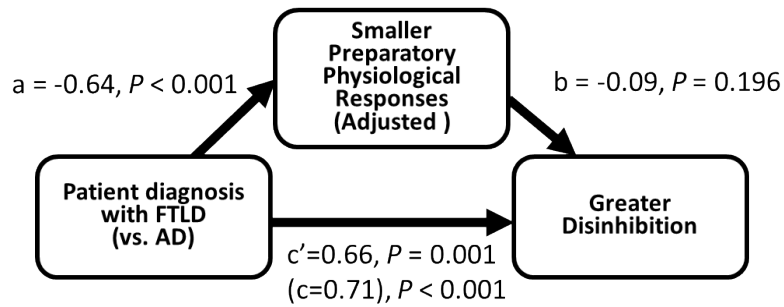 Smaller
Preparatory
Physiological
Responses
(Adjusted )
a = -0.64, P < 0.001
b = -0.09, P = 0.196
Patient diagnosis
with FTLD
(vs. AD)
Greater
Disinhibition
c’=0.66, P = 0.001
(c=0.71), P < 0.001